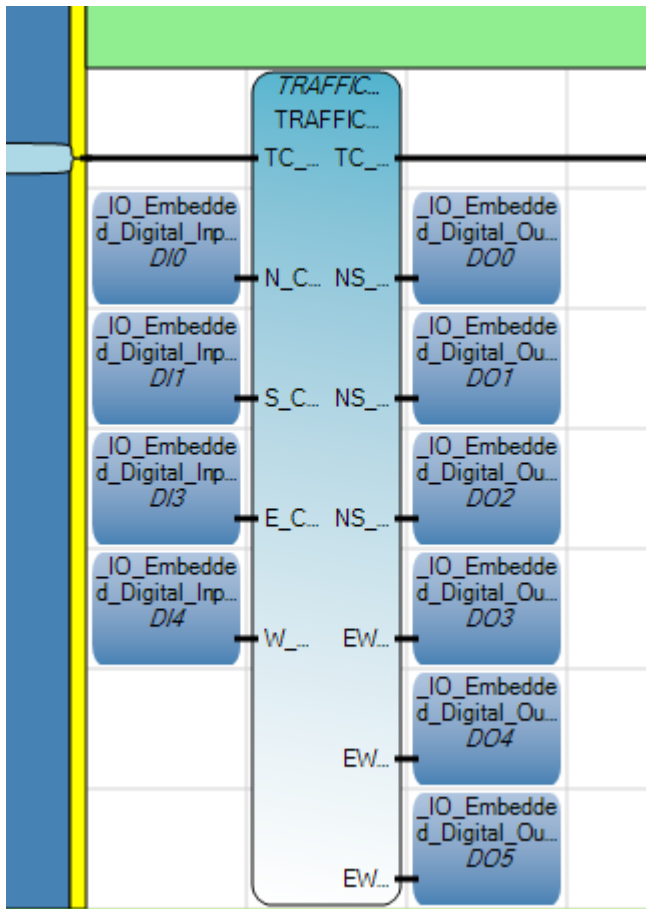 TRAFFIC...
TRAFFIC...
TC_... TC_...
_IO_Embedde
d_Digital_Inp...
DI0
N_C... NS_...
_IO_Embedde
d_Digital_Ou...
DO0
_IO_Embedde
d_Digital_Inp...
DI1
S_C... NS_...
_IO_Embedde
d_Digital_Ou...
DO1
_IO_Embedde
d_Digital_Inp...
DI3
E_C... NS_...
_IO_Embedde
d_Digital_Ou...
DO2
_IO_Embedde
d_Digital_Inp...
DI4
W_... EW...
_IO_Embedde
d_Digital_Ou...
DO3
EW...
_IO_Embedde
d_Digital_Ou...
DO4
EW...
_IO_Embedde
d_Digital_Ou...
DO5